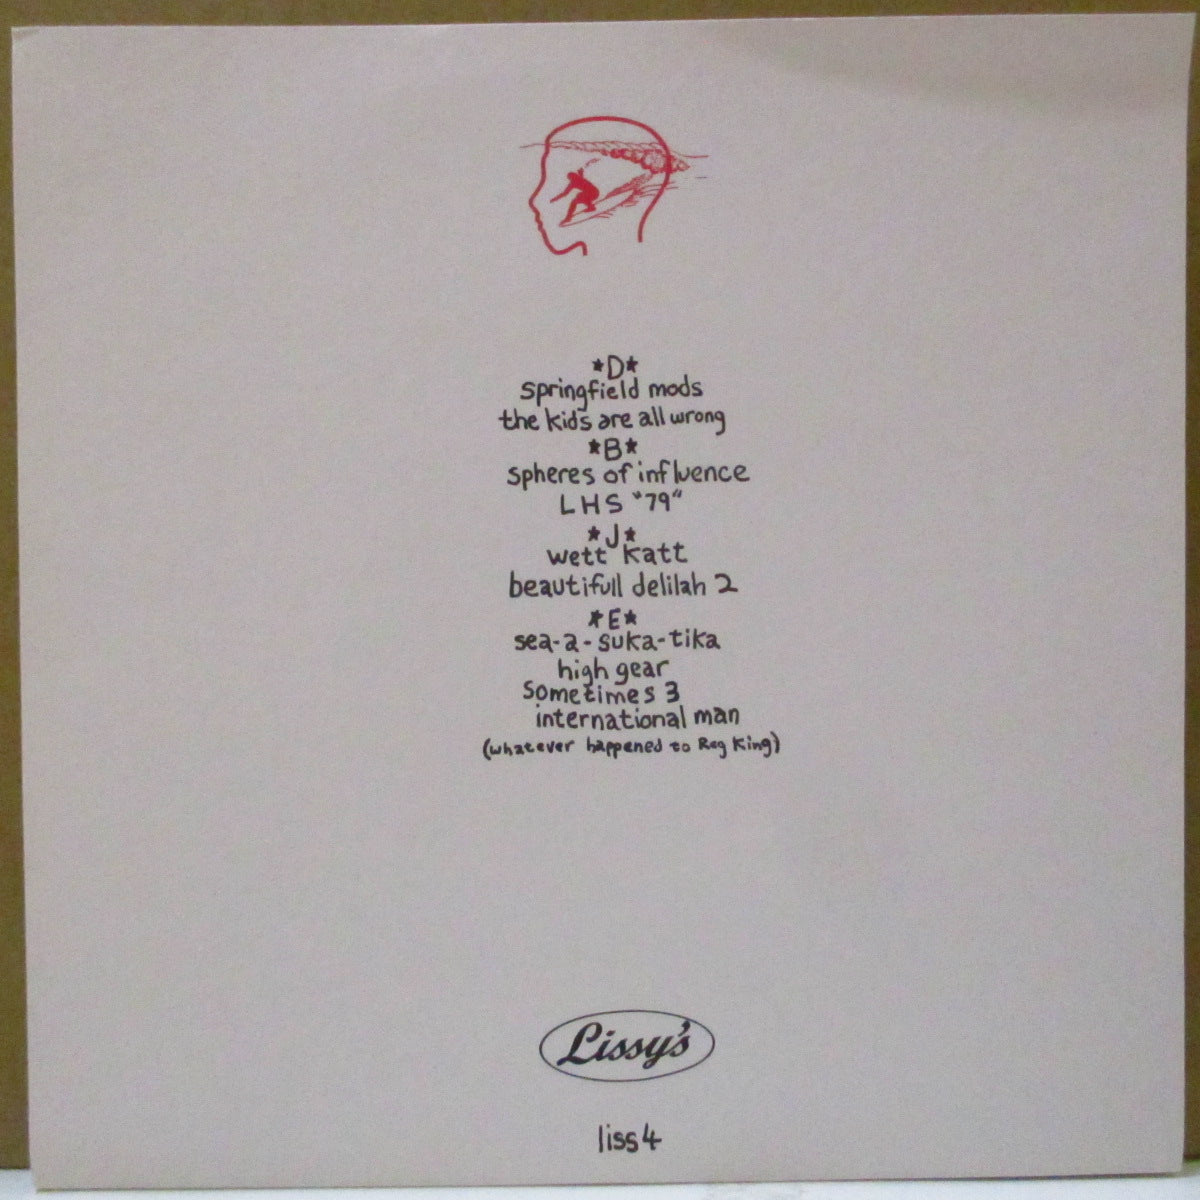 *D*
springfield mods
the kids are all wrong
*B*
spheres of influence
LHS "79"
*J*
wett katt
beautifull delilah 2
*E*
sea-a-suka-tika
high gear
sometimes 3
international man
(whatever happened to Reg King)
Lissy's
liss4